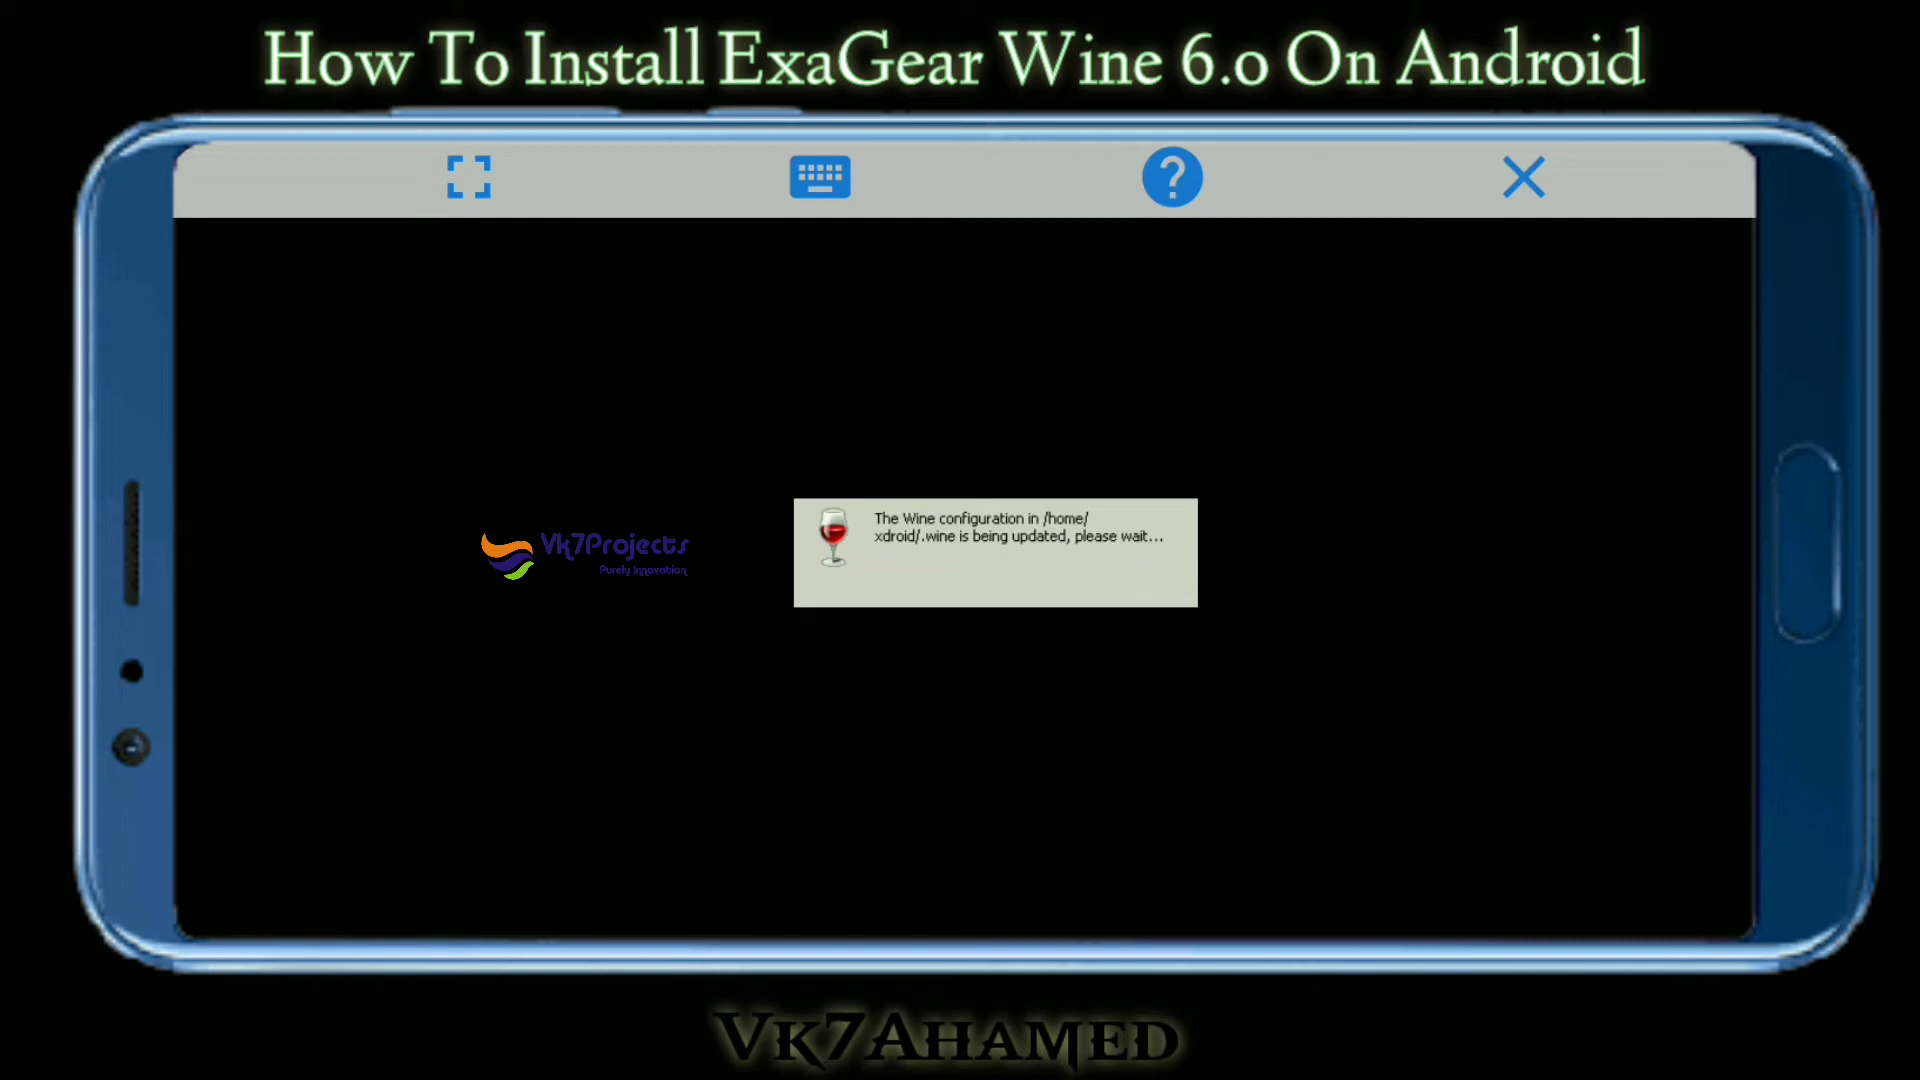 How To Install ExaGear Wine 6.0 On Android
Vk7Projects
Purely Innovation
The Wine configuration in /home/
xdroid/.wine is being updated, please wait...
Vk7Ahamed